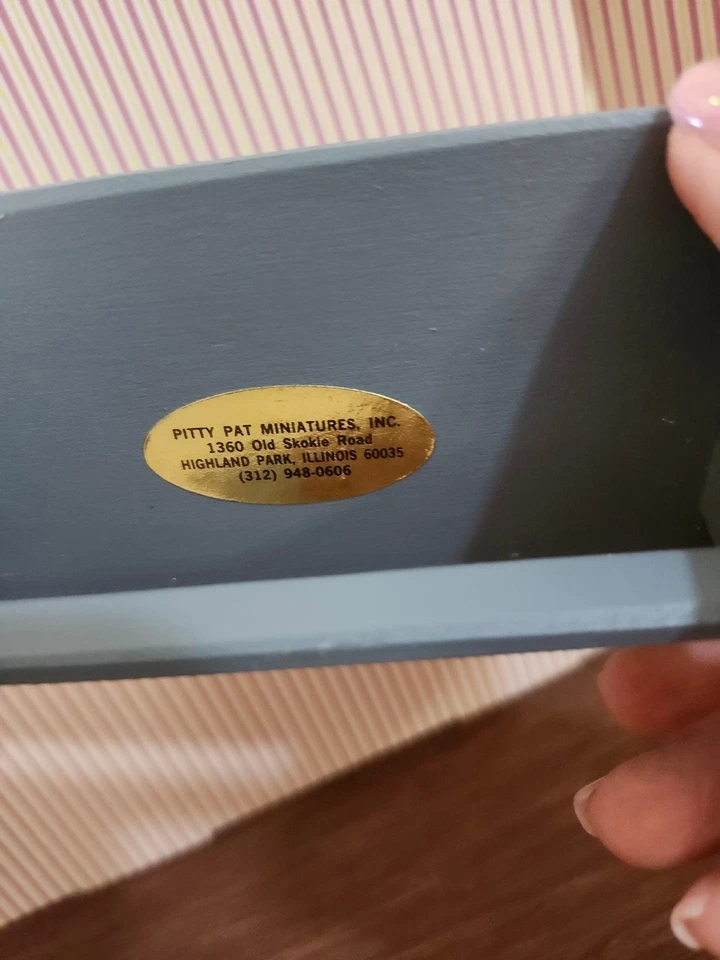 PITTY PAT MINIATURES, INC.
1360 Old Skokie Road
HIGHLAND PARK, ILLINOIS 60035
(312) 948-0606